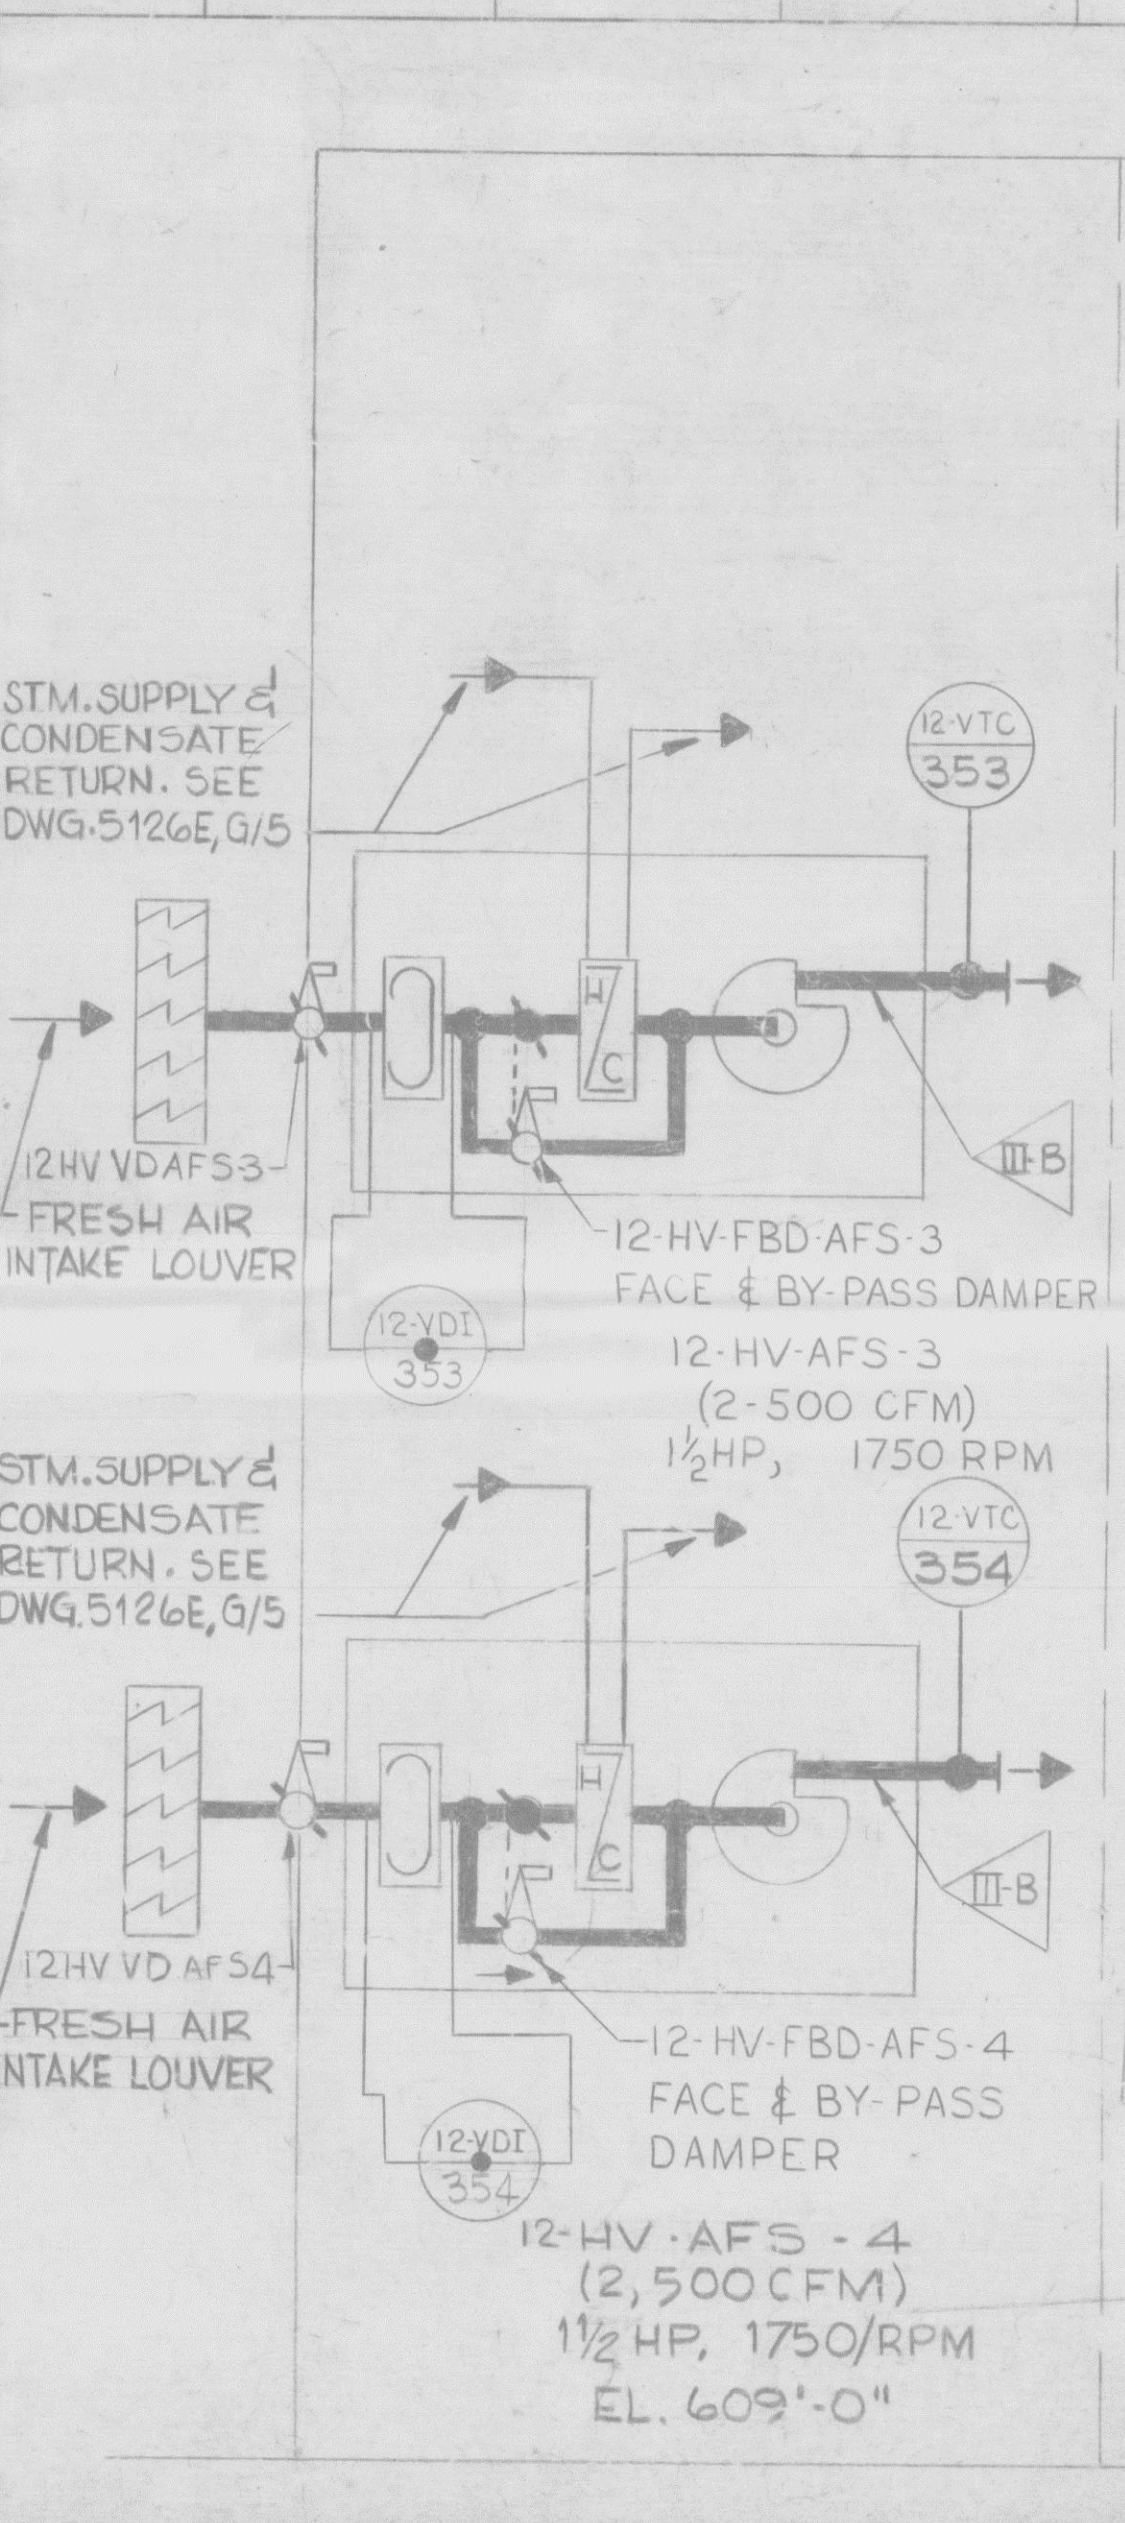 STM. SUPPLY &
CONDENSATE
RETURN. SEE
DWG. 5126E, G/5
12-VTC
353
H
C
12HV VDAFS-3
FRESH AIR
INTAKE LOUVER
III-B
12-HV-FBD-AFS-3
FACE & BY-PASS DAMPER
12-VDI
353
12-HV-AFS-3
(2-500 CFM)
1½ HP, 1750 RPM
STM. SUPPLY &
CONDENSATE
RETURN. SEE
DWG. 5126E, G/5
12-VTC
354
H
C
12HV VD AFS4
FRESH AIR
INTAKE LOUVER
III-B
12-HV-FBD-AFS-4
FACE & BY-PASS
DAMPER
12-VDI
354
12-HV-AFS-4
(2,500 CFM)
1½ HP, 1750/RPM
EL. 609'-0"